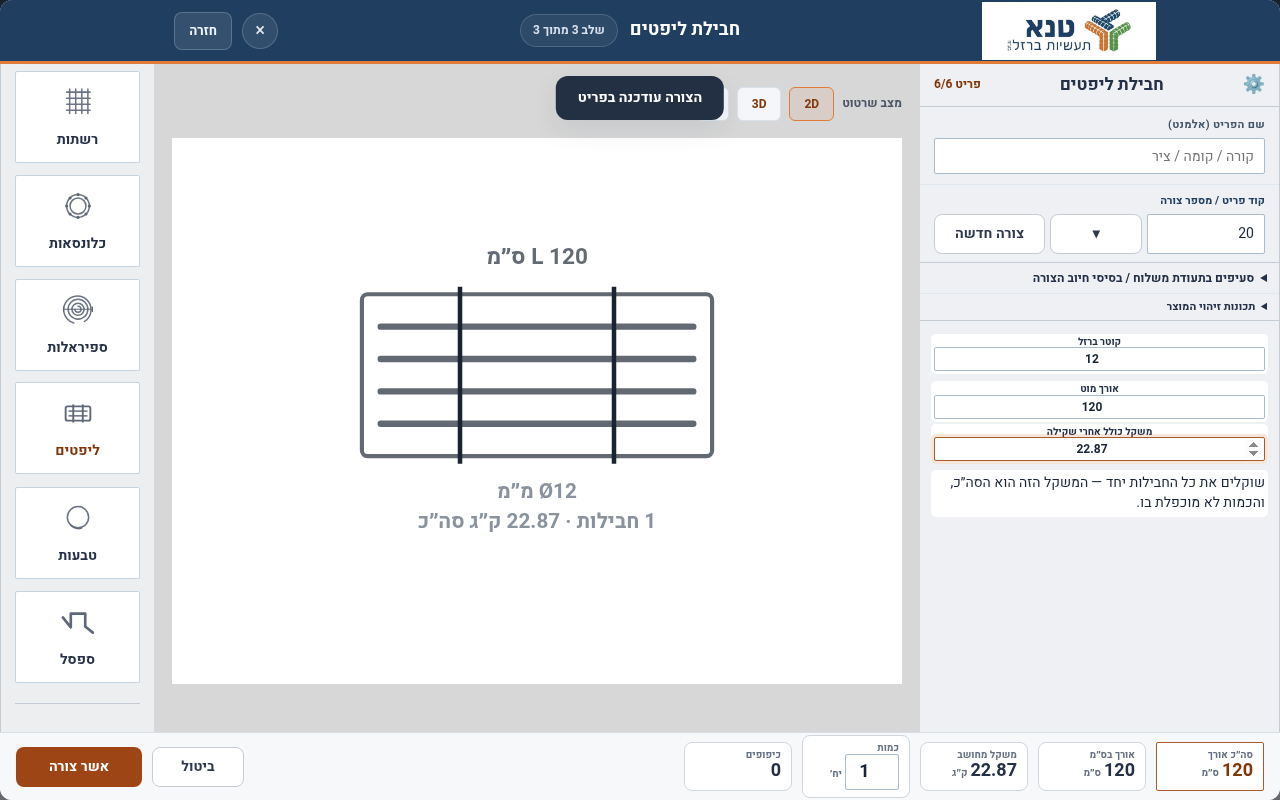 טנא
תעשיות ברזל
חבילת ליפטים
שלב 3 מתוך 3
×
חזרה
חבילת ליפטים
פריט 6/6
שם הפריט (אלמנט)
קורה / קומה / ציר
קוד פריט / מספר צורה
20
▼
צורה חדשה
סעיפים בתעודת משלוח / בסיסי חיוב הצורה
תכונות זיהוי המוצר
קוטר ברזל
12
אורך מוט
120
משקל כולל אחרי שקילה
22.87
שוקלים את כל החבילות יחד — המשקל הזה הוא הסה״כ,
והכמות לא מוכפלת בו.
מצב שרטוט
2D
3D
הצורה עודכנה בפריט
L 120 ס״מ
Ø12 מ״מ
1 חבילות · 22.87 ק״ג סה״כ
רשתות
כלונסאות
ספיראלות
ליפטים
טבעות
ספסל
סה״כ אורך
120 ס״מ
אורך בס״מ
120 ס״מ
משקל מחושב
22.87 ק״ג
כמות
1 יח׳
כיפופים
0
ביטול
אשר צורה